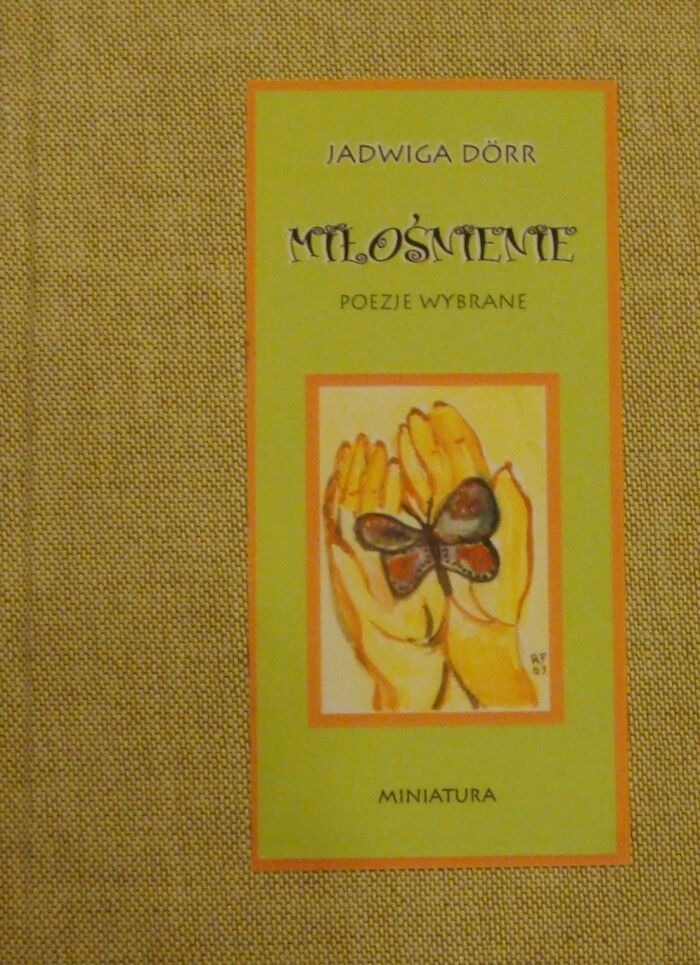 JADWIGA DÖRR
MIŁOŚNIENIE
POEZJE WYBRANE
MINIATURA